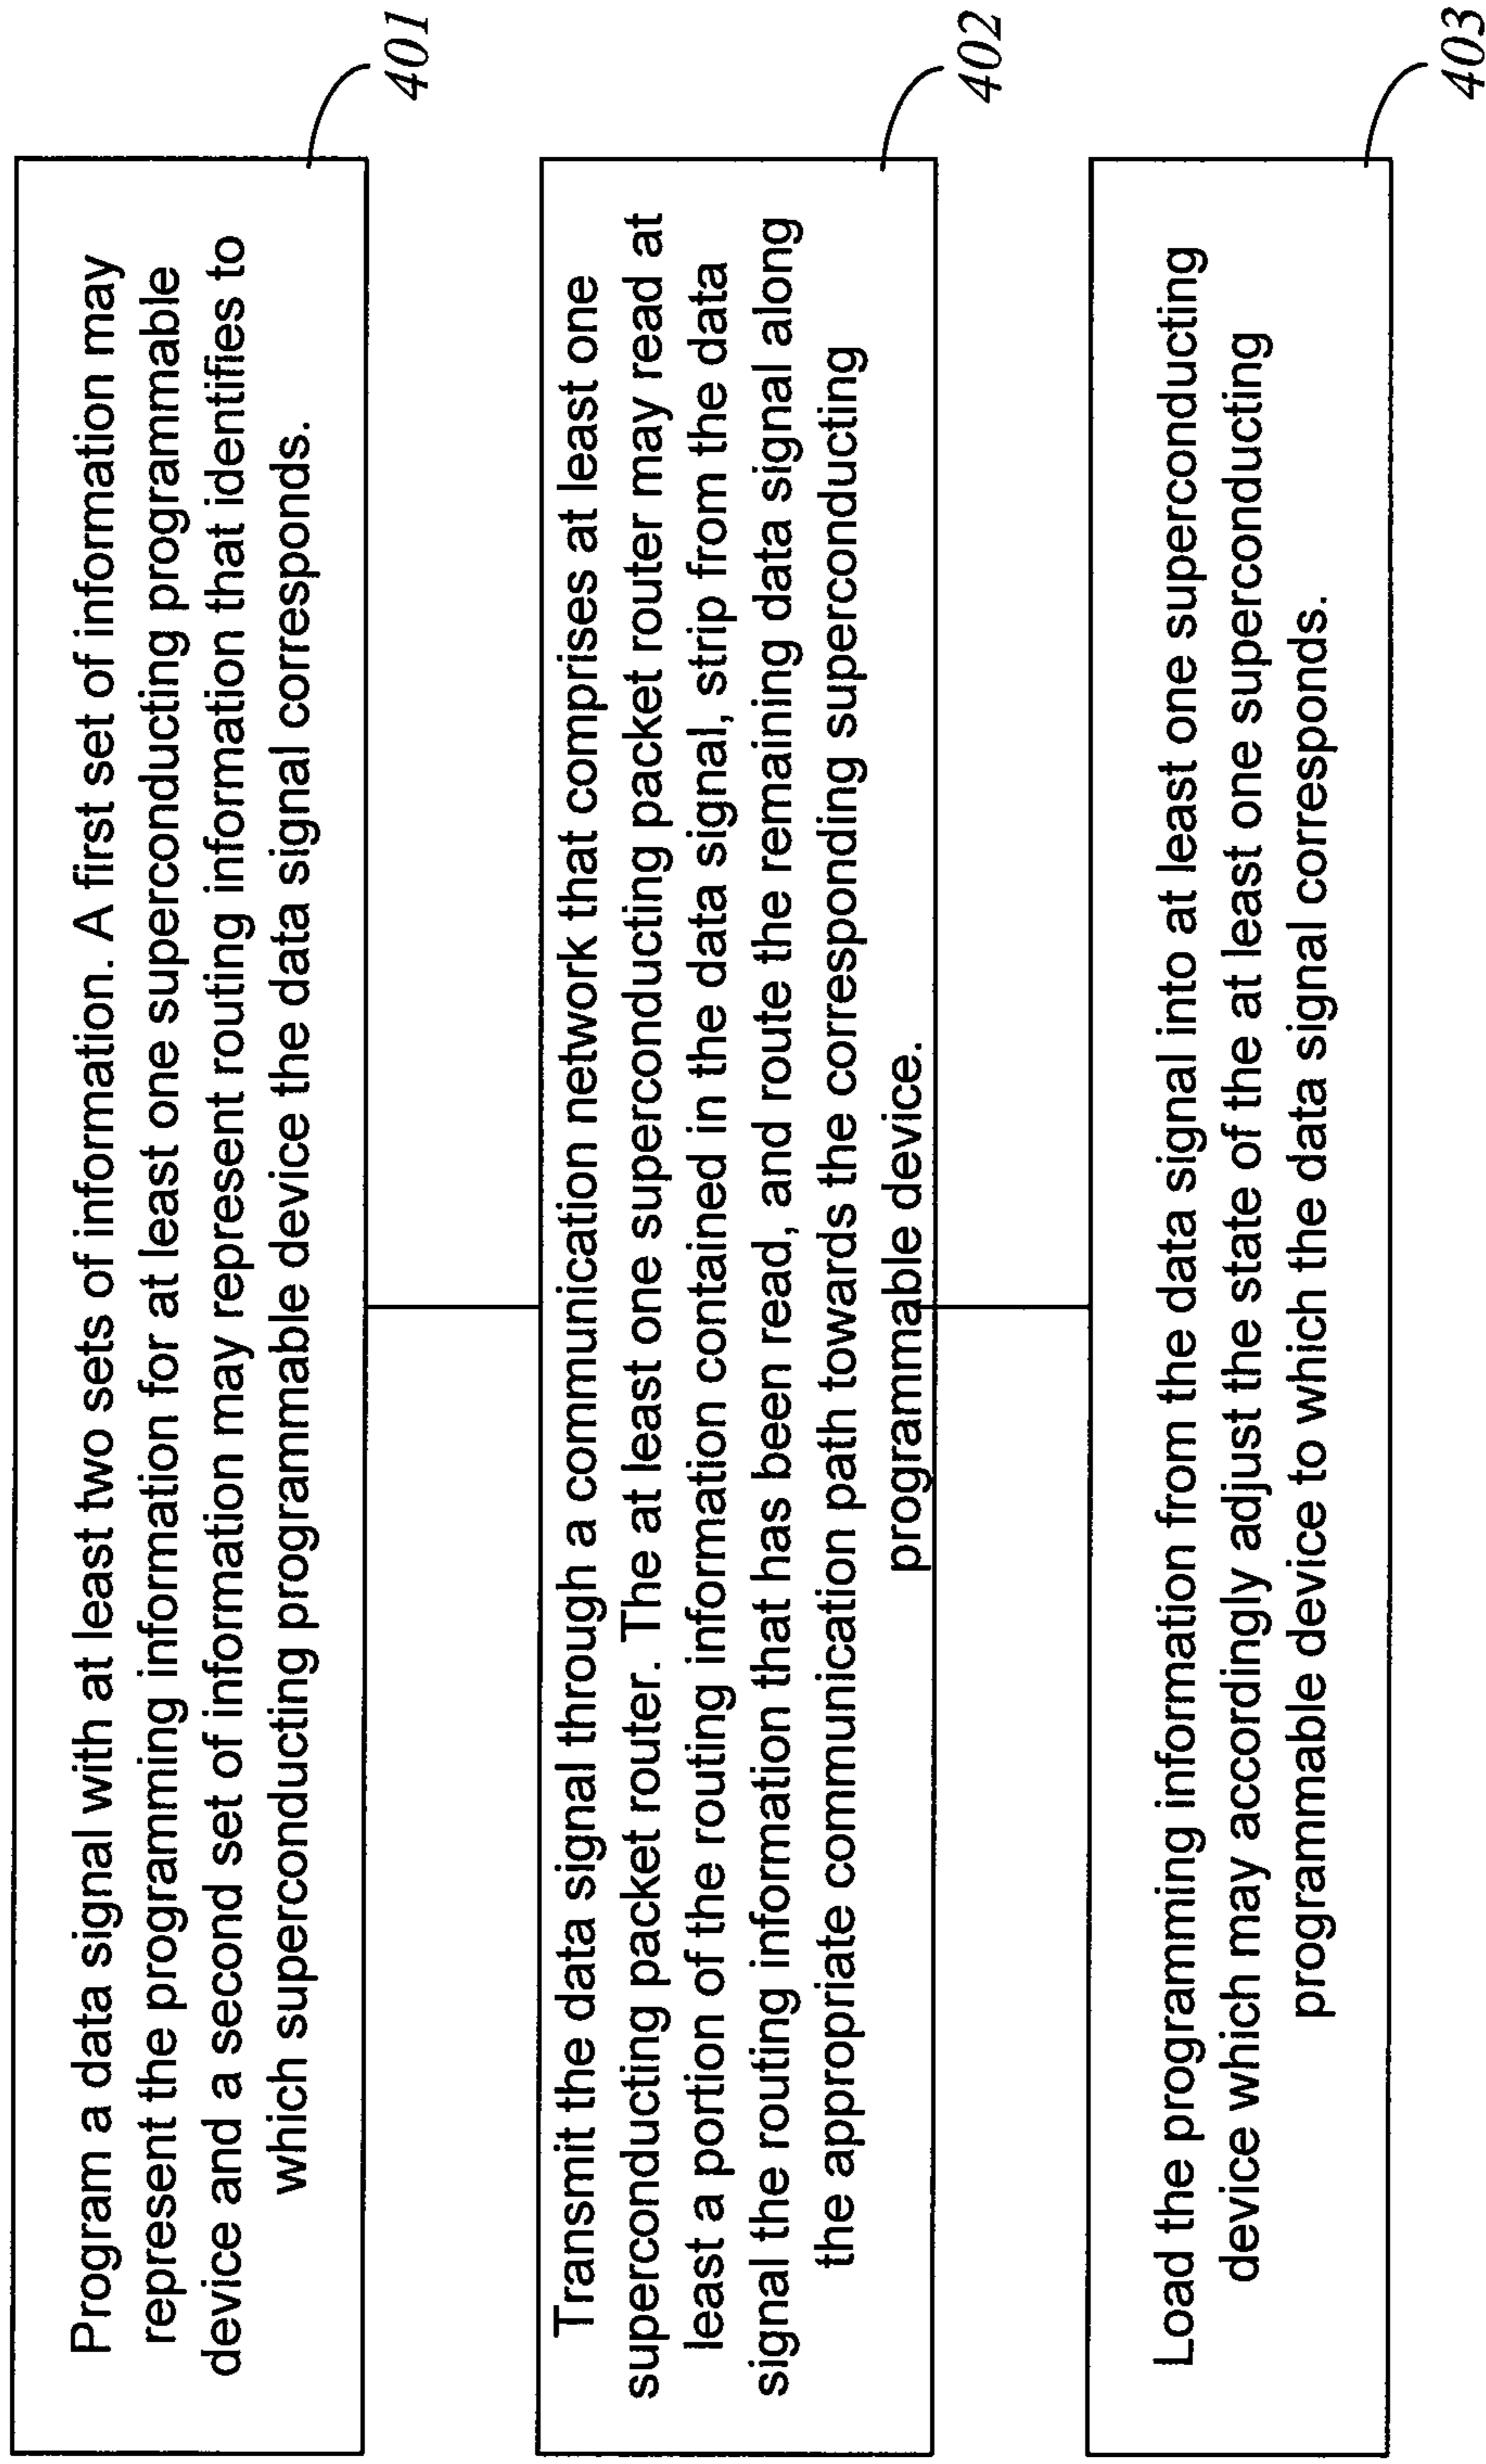 Program a data signal with at least two sets of information. A first set of information may
represent the programming information for at least one superconducting programmable
device and a second set of information may represent routing information that identifies to
which superconducting programmable device the data signal corresponds.
401
Transmit the data signal through a communication network that comprises at least one
superconducting packet router. The at least one superconducting packet router may read at
least a portion of the routing information contained in the data signal, strip from the data
signal the routing information that has been read, and route the remaining data signal along
the appropriate communication path towards the corresponding superconducting
programmable device.
402
Load the programming information from the data signal into at least one superconducting
device which may accordingly adjust the state of the at least one superconducting
programmable device to which the data signal corresponds.
403